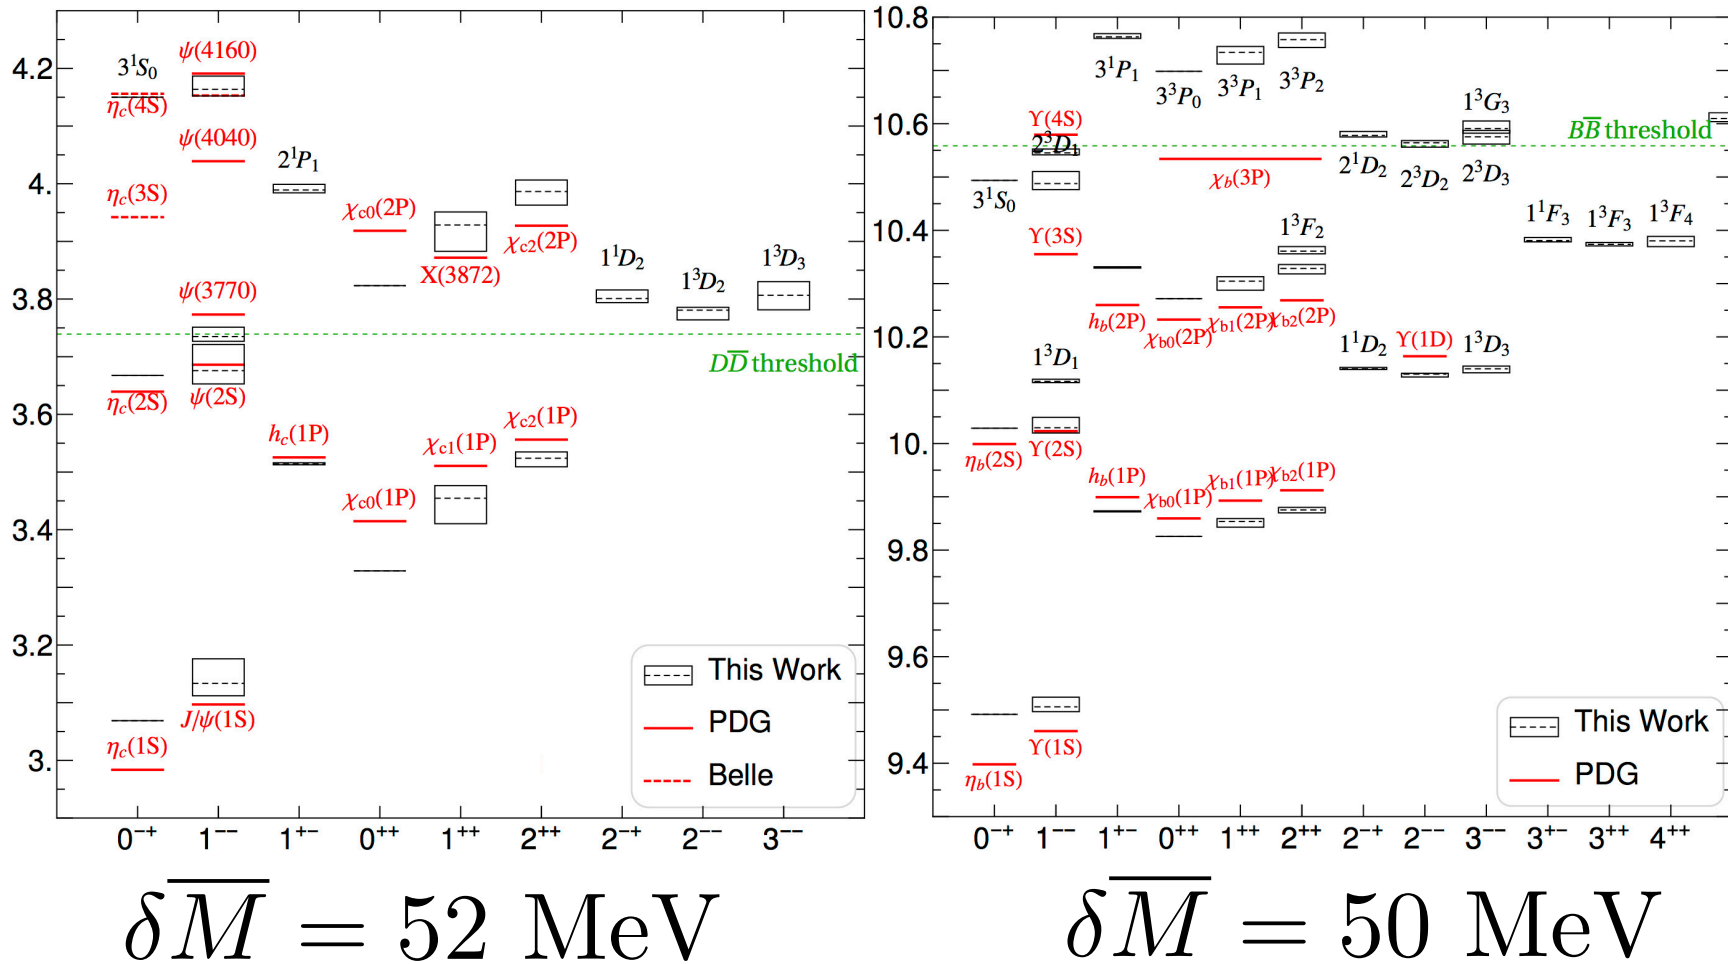 4.2
4.
3.8
3.6
3.4
3.2
3.
3¹S₀
ψ(4160)
η_c(4S)
ψ(4040)
η_c(3S)
2¹P₁
χ_c0(2P)
X(3872)
χ_c2(2P)
1¹D₂
1³D₂
1³D₃
ψ(3770)
DD̅ threshold
η_c(2S)
ψ(2S)
h_c(1P)
χ_c0(1P)
χ_c1(1P)
χ_c2(1P)
J/ψ(1S)
η_c(1S)
This Work
PDG
Belle
0⁻⁺ 1⁻⁻ 1⁺⁻ 0⁺⁺ 1⁺⁺ 2⁺⁺ 2⁻⁺ 2⁻⁻ 3⁻⁻
δM̅ = 52 MeV
10.8
10.6
10.4
10.2
10.
9.8
9.6
9.4
3¹P₁
3³P₀
3³P₁
3³P₂
1³G₃
BB̅ threshold
ϒ(4S)
2³D₁
χ_b(3P)
2¹D₂
2³D₂
2³D₃
3¹S₀
ϒ(3S)
1³F₂
1¹F₃
1³F₃
1³F₄
h_b(2P)
χ_b0(2P)
χ_b1(2P)
χ_b2(2P)
1³D₁
1¹D₂
ϒ(1D)
1³D₃
η_b(2S)
ϒ(2S)
h_b(1P)
χ_b0(1P)
χ_b1(1P)
χ_b2(1P)
ϒ(1S)
η_b(1S)
This Work
PDG
0⁻⁺ 1⁻⁻ 1⁺⁻ 0⁺⁺ 1⁺⁺ 2⁺⁺ 2⁻⁺ 2⁻⁻ 3⁻⁻ 3⁺⁻ 3⁺⁺ 4⁺⁺
δM̅ = 50 MeV